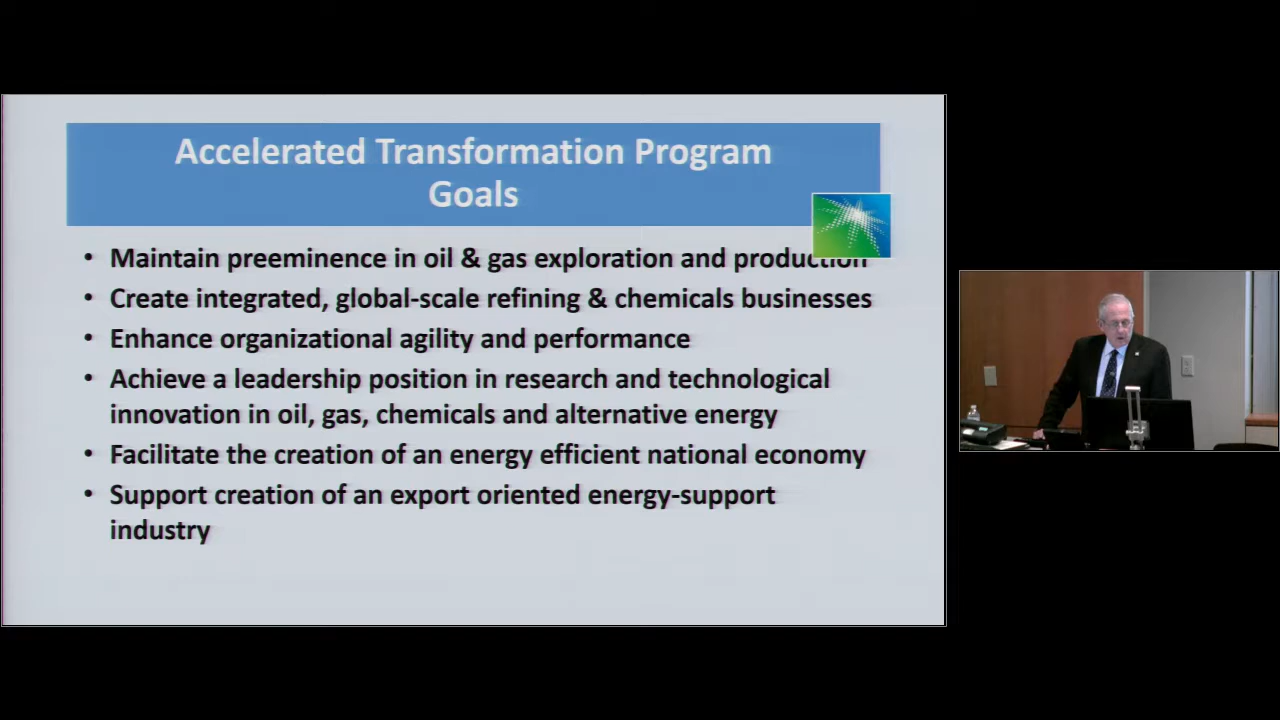 Accelerated Transformation Program
Goals
• Maintain preeminence in oil & gas exploration and production
• Create integrated, global-scale refining & chemicals businesses
• Enhance organizational agility and performance
• Achieve a leadership position in research and technological
innovation in oil, gas, chemicals and alternative energy
• Facilitate the creation of an energy efficient national economy
• Support creation of an export oriented energy-support
industry